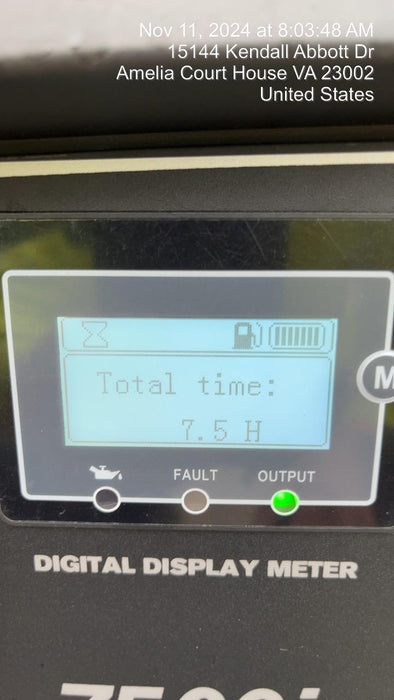 Nov 11, 2024 at 8:03:48 AM
15144 Kendall Abbott Dr
Amelia Court House VA 23002
United States
Total time:
7.5 H
M
FAULT OUTPUT
DIGITAL DISPLAY METER